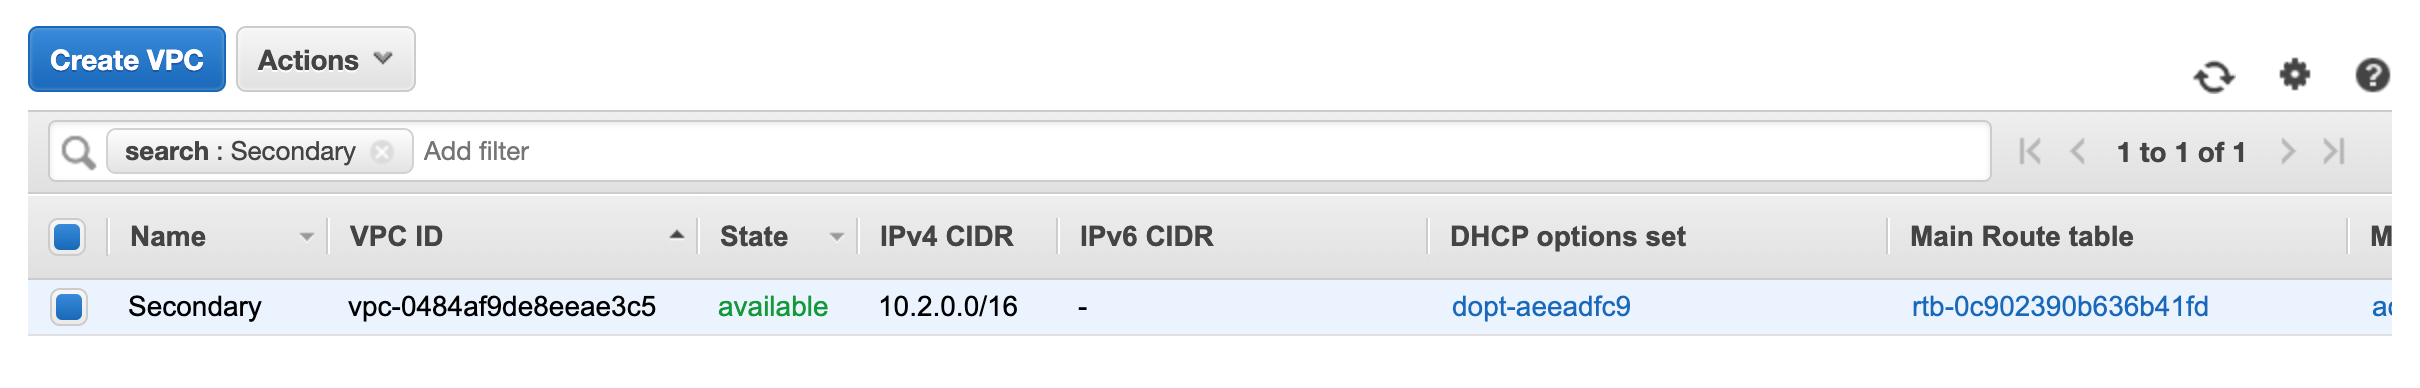 Create VPC Actions
search : Secondary Add filter 1 to 1 of 1
Name VPC ID State IPv4 CIDR IPv6 CIDR DHCP options set Main Route table
Secondary vpc-0484af9de8eeae3c5 available 10.2.0.0/16 - dopt-aeeadfc9 rtb-0c902390b636b41fd